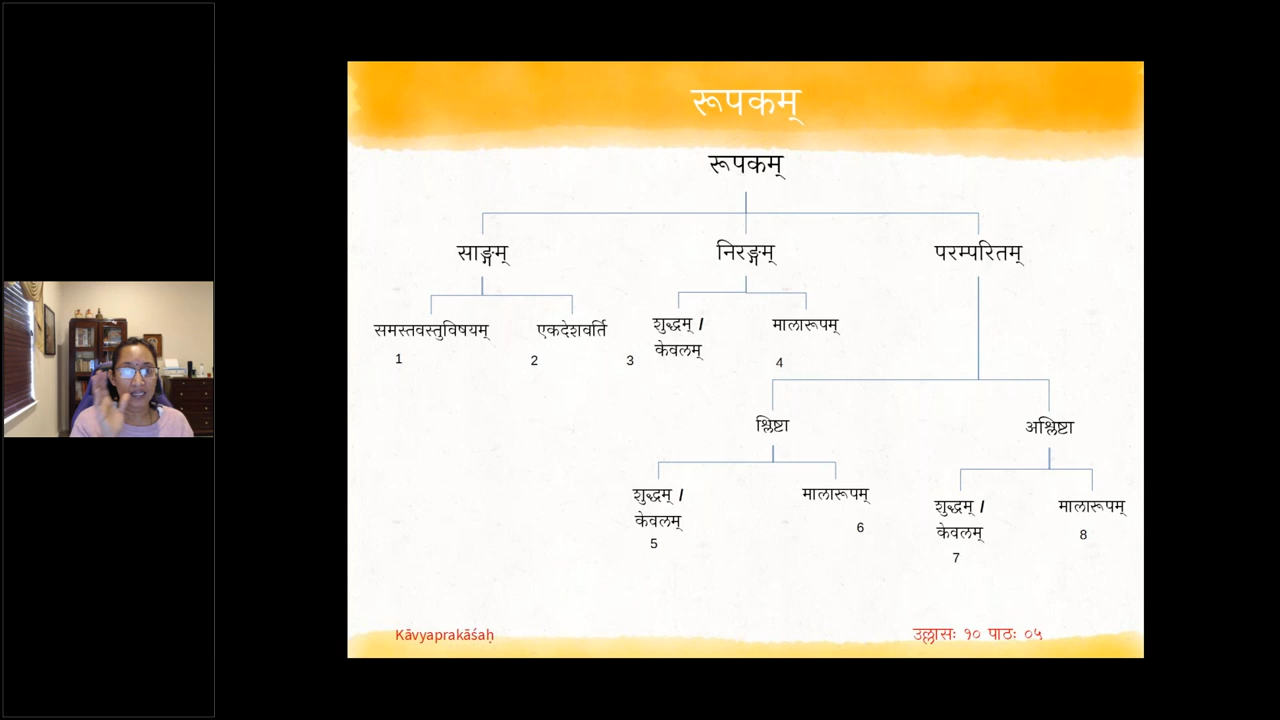 रूपकम्
रूपकम्
साङ्गम्
निरङ्गम्
परम्परितम्
समस्तवस्तुविषयम्
एकदेशवर्ति
शुद्धम् /
केवलम्
मालारूपम्
1
2
3
4
श्लिष्टा
अश्लिष्टा
शुद्धम् /
केवलम्
मालारूपम्
शुद्धम् /
केवलम्
मालारूपम्
5
6
7
8
Kāvyaprakāśaḥ
उल्लासः १० पाठः ०५